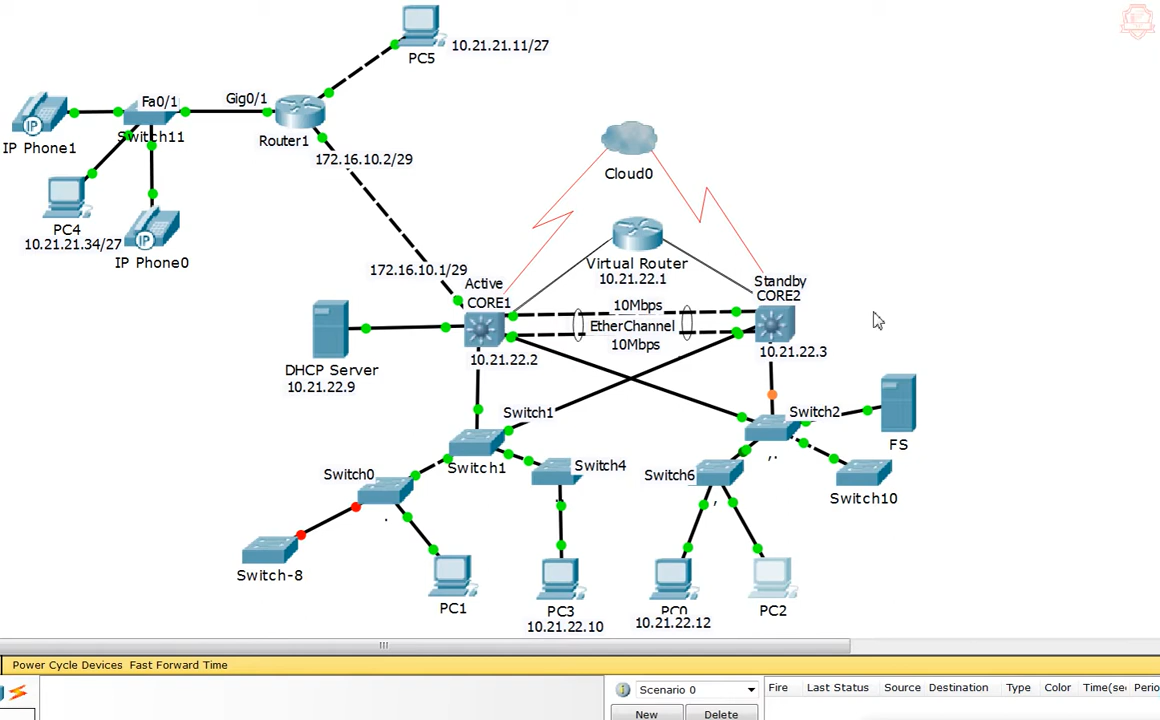 PC5
10.21.21.11/27
Fa0/1
Gig0/1
IP
IP Phone1
Switch11
Router1
172.16.10.2/29
PC4
10.21.21.34/27
IP
IP Phone0
Cloud0
Virtual Router
10.21.22.1
172.16.10.1/29
Active
CORE1
Standby
CORE2
10Mbps
EtherChannel
10Mbps
10.21.22.2
10.21.22.3
DHCP Server
10.21.22.9
Switch1
Switch1
Switch2
FS
Switch0
Switch4
Switch6
Switch10
Switch-8
PC1
PC3
10.21.22.10
PC0
10.21.22.12
PC2
Power Cycle Devices Fast Forward Time
Scenario 0
New
Delete
Fire Last Status Source Destination Type Color Time(sec Perio